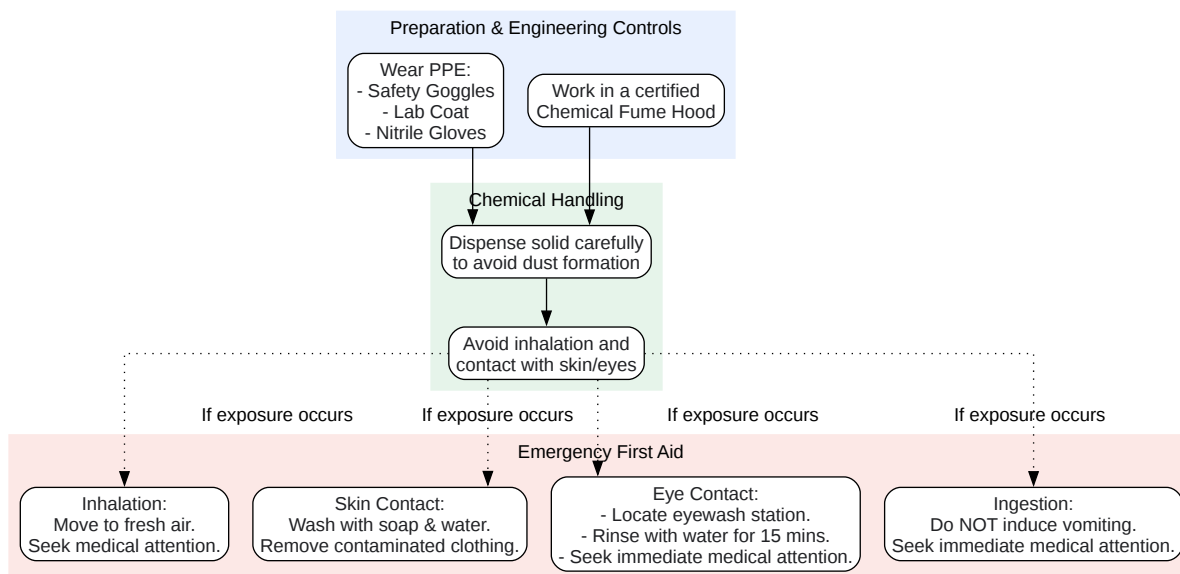 Preparation & Engineering Controls
Wear PPE:
- Safety Goggles
- Lab Coat
- Nitrile Gloves
Work in a certified
Chemical Fume Hood
Chemical Handling
Dispense solid carefully
to avoid dust formation
Avoid inhalation and
contact with skin/eyes
If exposure occurs
If exposure occurs
If exposure occurs
If exposure occurs
Emergency First Aid
Inhalation:
Move to fresh air.
Seek medical attention.
Skin Contact:
Wash with soap & water.
Remove contaminated clothing.
Eye Contact:
- Locate eyewash station.
- Rinse with water for 15 mins.
- Seek immediate medical attention.
Ingestion:
Do NOT induce vomiting.
Seek immediate medical attention.